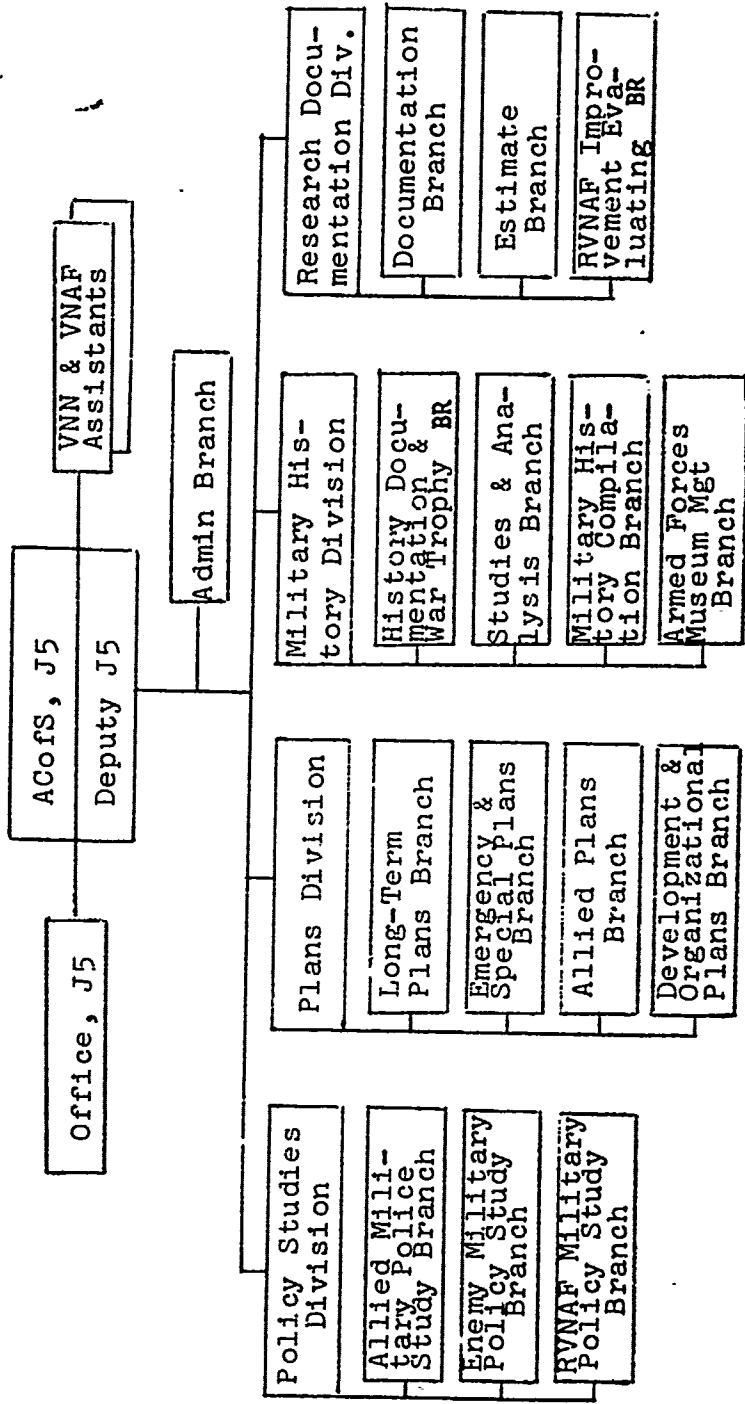 Office, J5
ACofS, J5
Deputy J5
VNN & VNAF
Assistants
Admin Branch
Policy Studies
Division
Allied Mili-
tary Police
Study Branch
Enemy Military
Policy Study
Branch
RVNAF Military
Policy Study
Branch
Plans Division
Long-Term
Plans Branch
Emergency &
Special Plans
Branch
Allied Plans
Branch
Development &
Organizational
Plans Branch
Military His-
tory Division
History Docu-
mentation &
War Trophy BR
Studies & Ana-
lysis Branch
Military His-
tory Compila-
tion Branch
Armed Forces
Museum Mgt
Branch
Research Docu-
mentation Div.
Documentation
Branch
Estimate
Branch
RVNAF Impro-
vement Eva-
luating BR